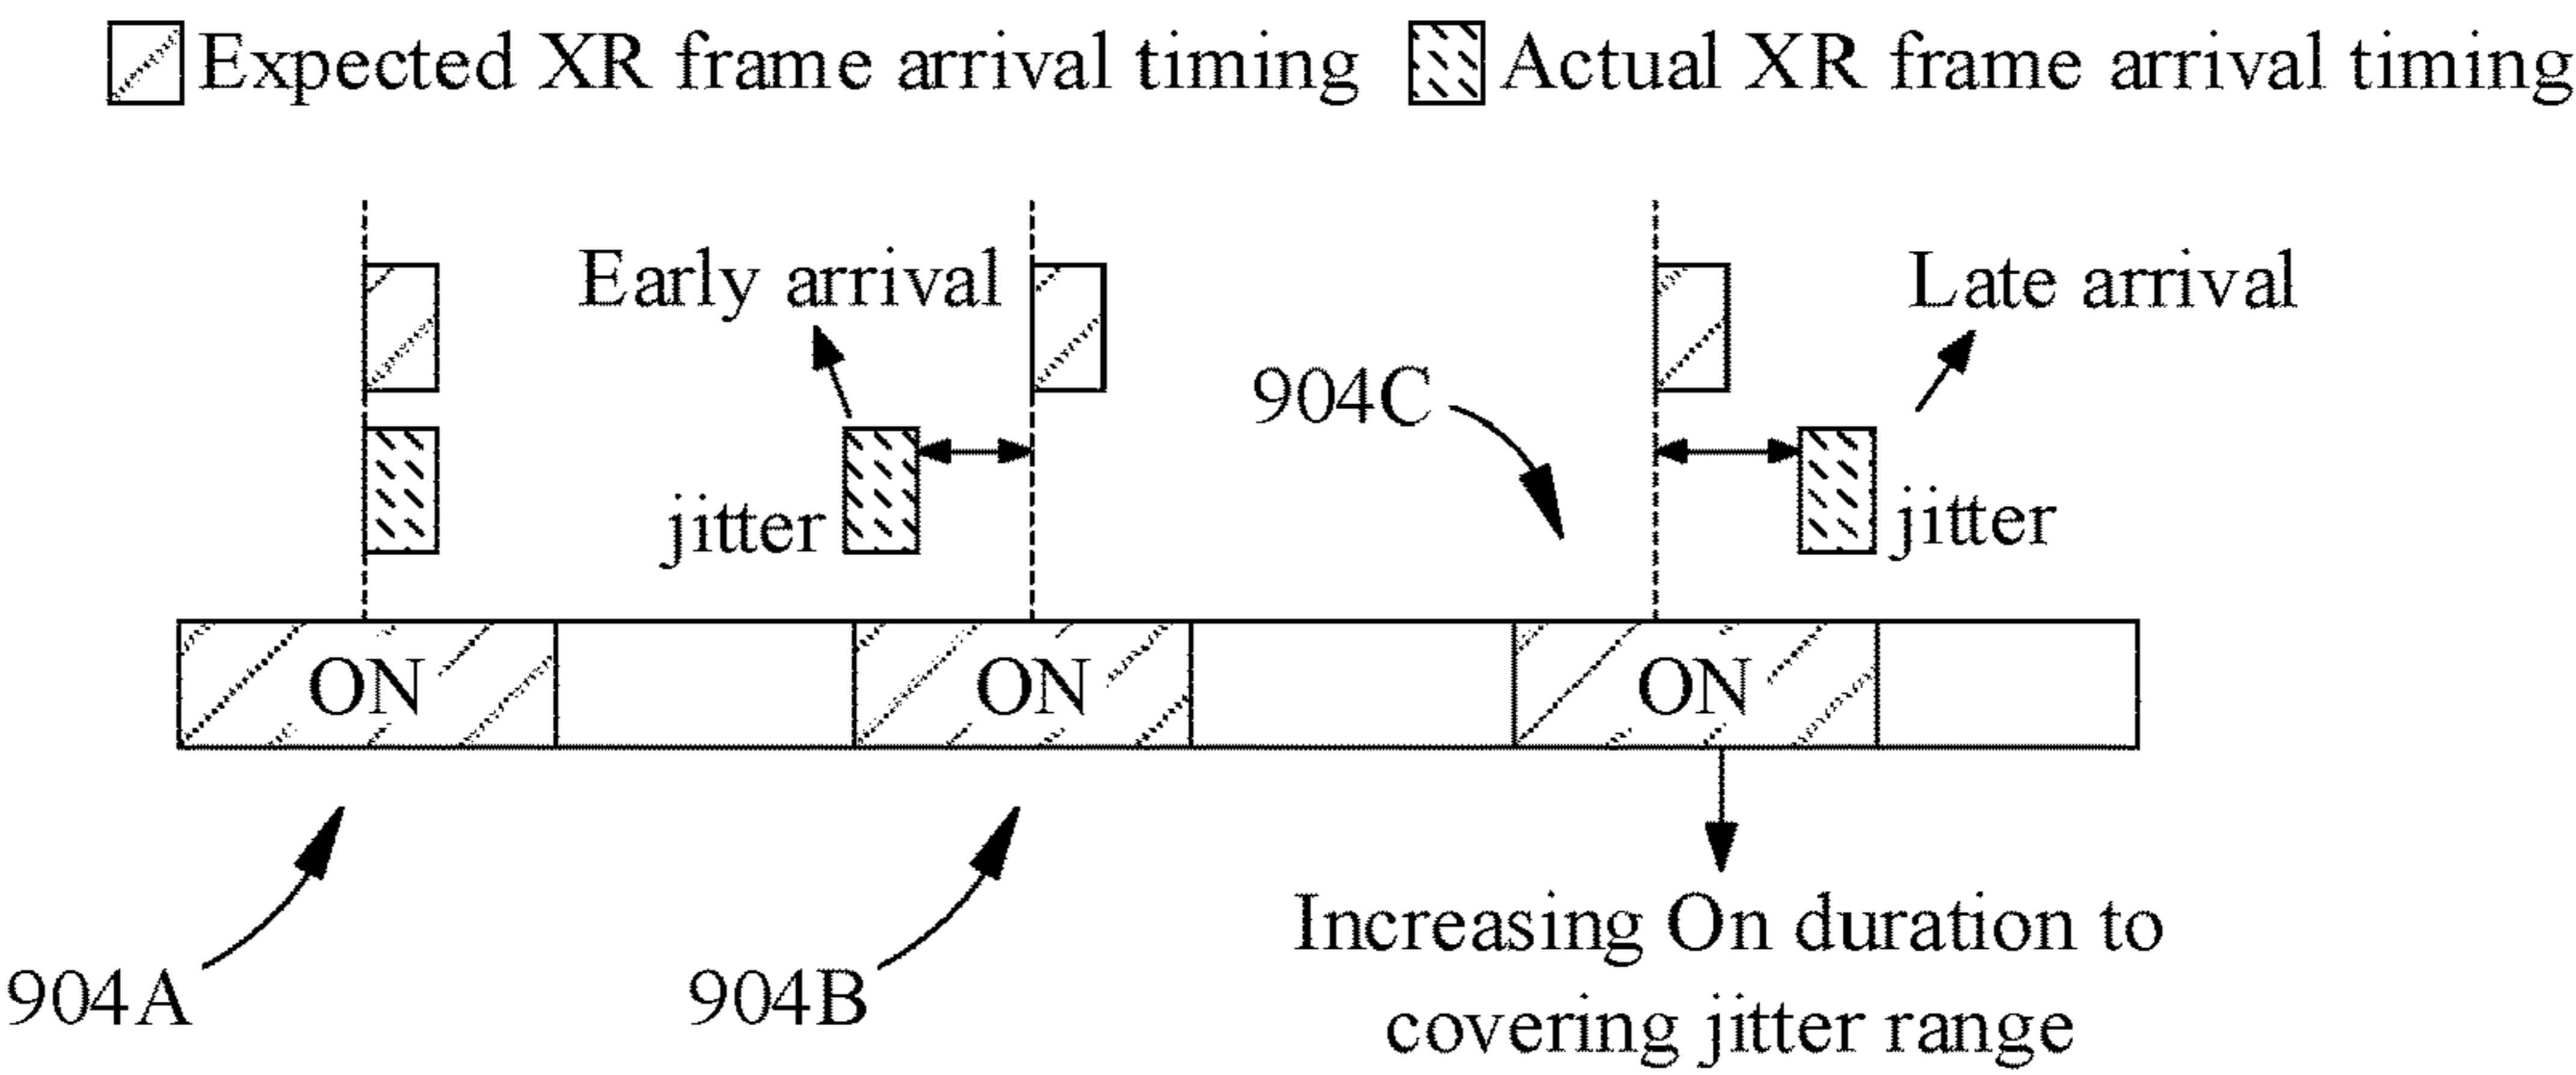 Expected XR frame arrival timing Actual XR frame arrival timing
Early arrival
Late arrival
904C
jitter
jitter
ON ON ON
904A
904B
Increasing On duration to
covering jitter range